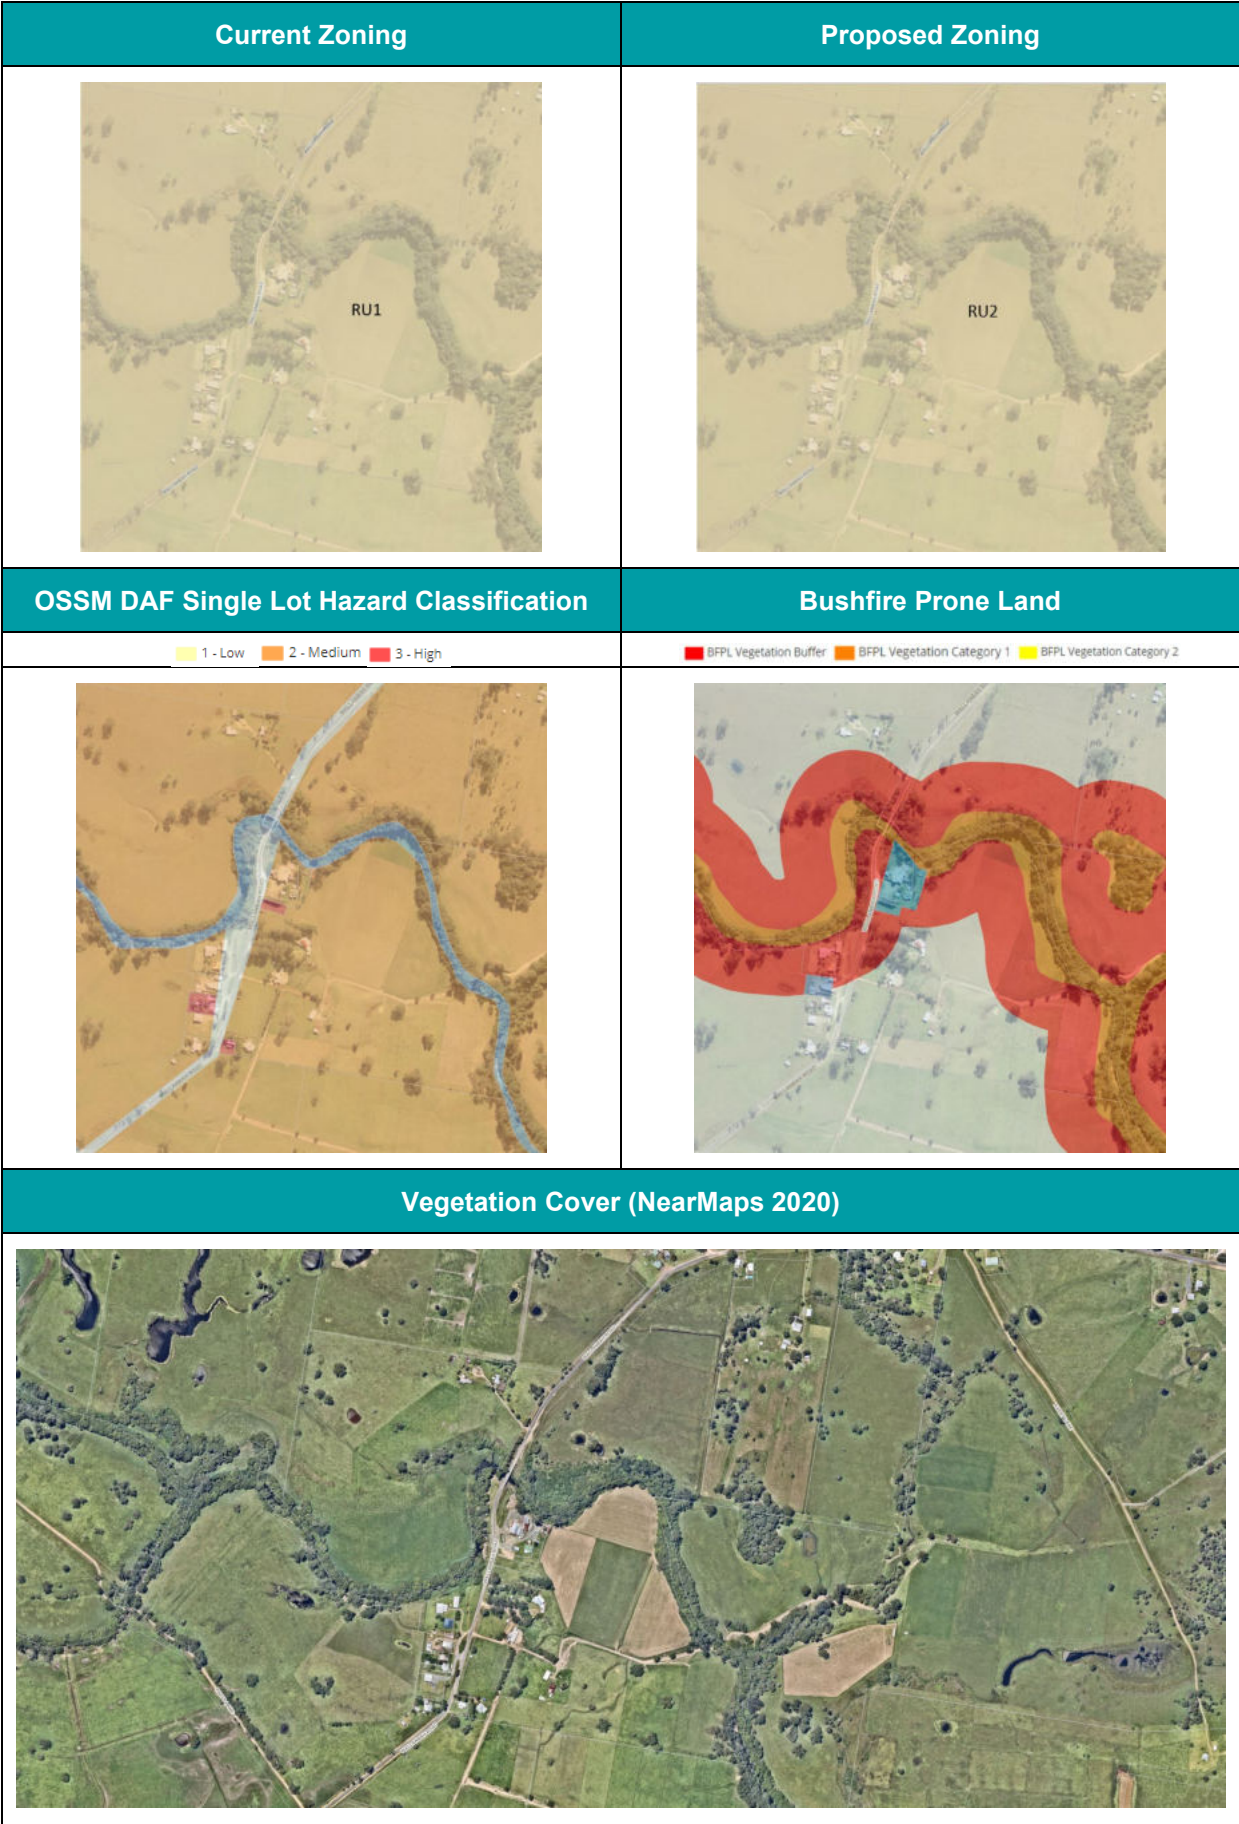 Current Zoning
Proposed Zoning
RU1
RU2
OSSM DAF Single Lot Hazard Classification
Bushfire Prone Land
1 - Low 2 - Medium 3 - High
BFPL Vegetation Buffer BFPL Vegetation Category 1 BFPL Vegetation Category 2
Vegetation Cover (NearMaps 2020)